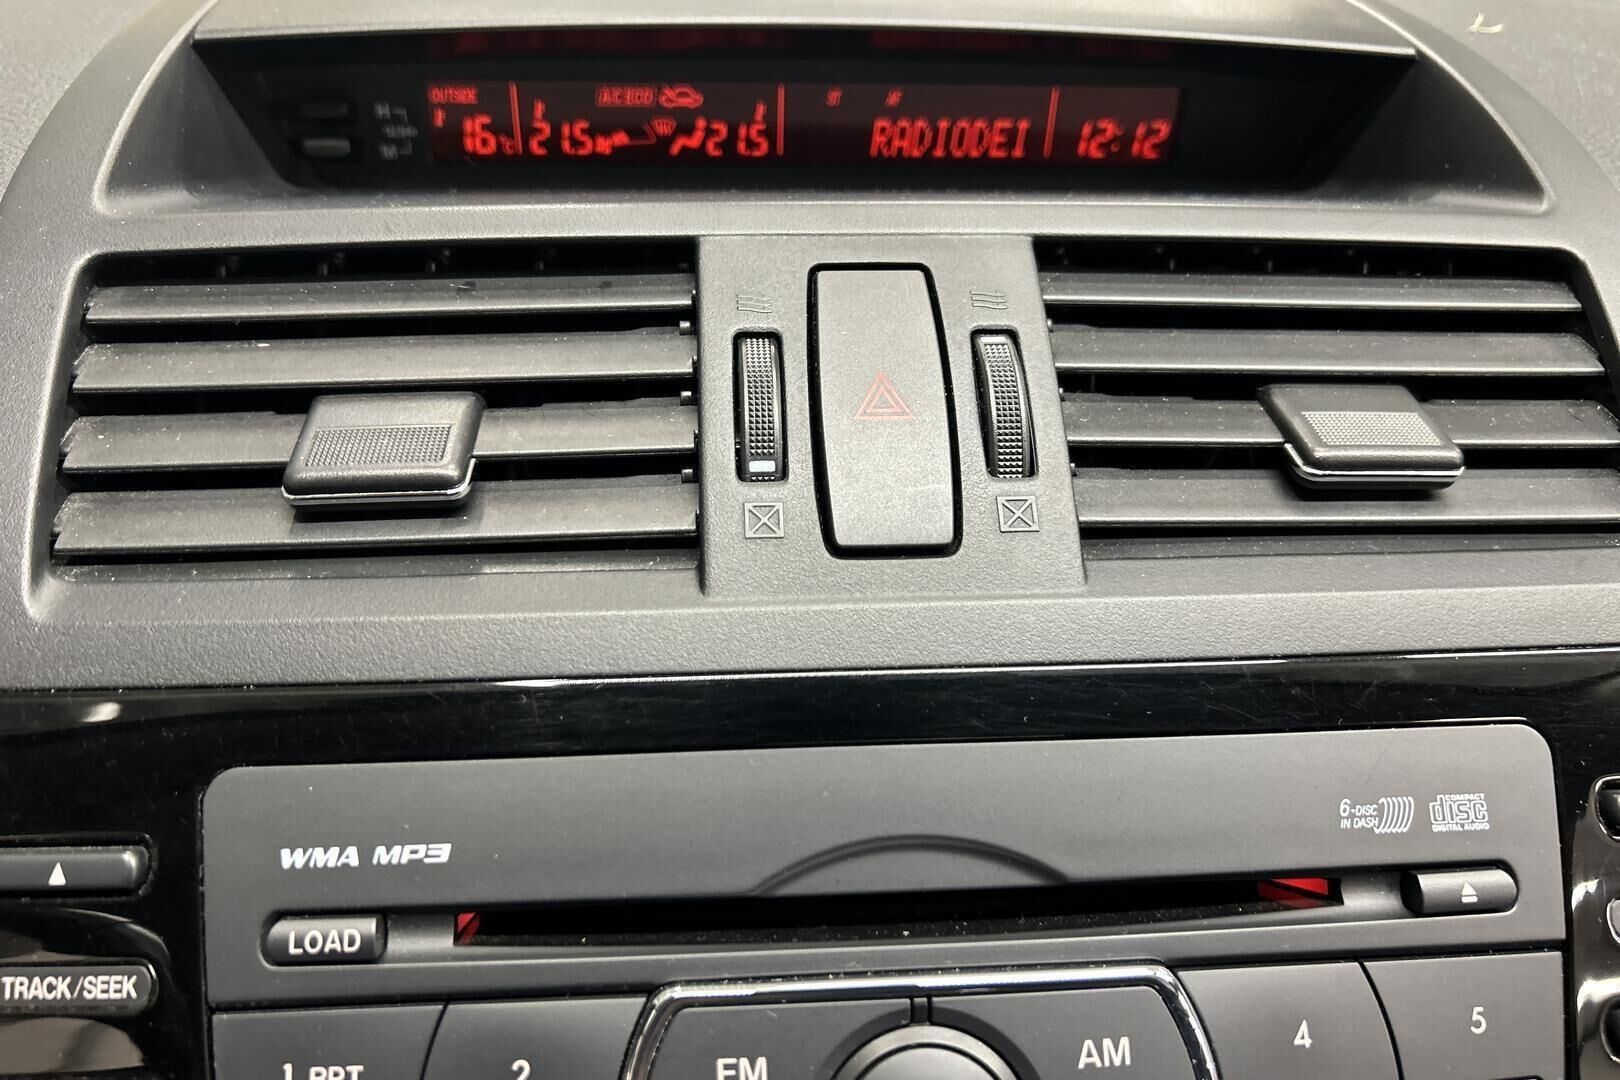 OUTSIDE
A/C ECO
ST
AF
16°C
21.5
21.5
RADIODEI
12:12
H
M
6-DISC
IN DASH
COMPACT
disc
DIGITAL AUDIO
WMA MP3
LOAD
TRACK/SEEK
1 RPT
2
FM
AM
4
5